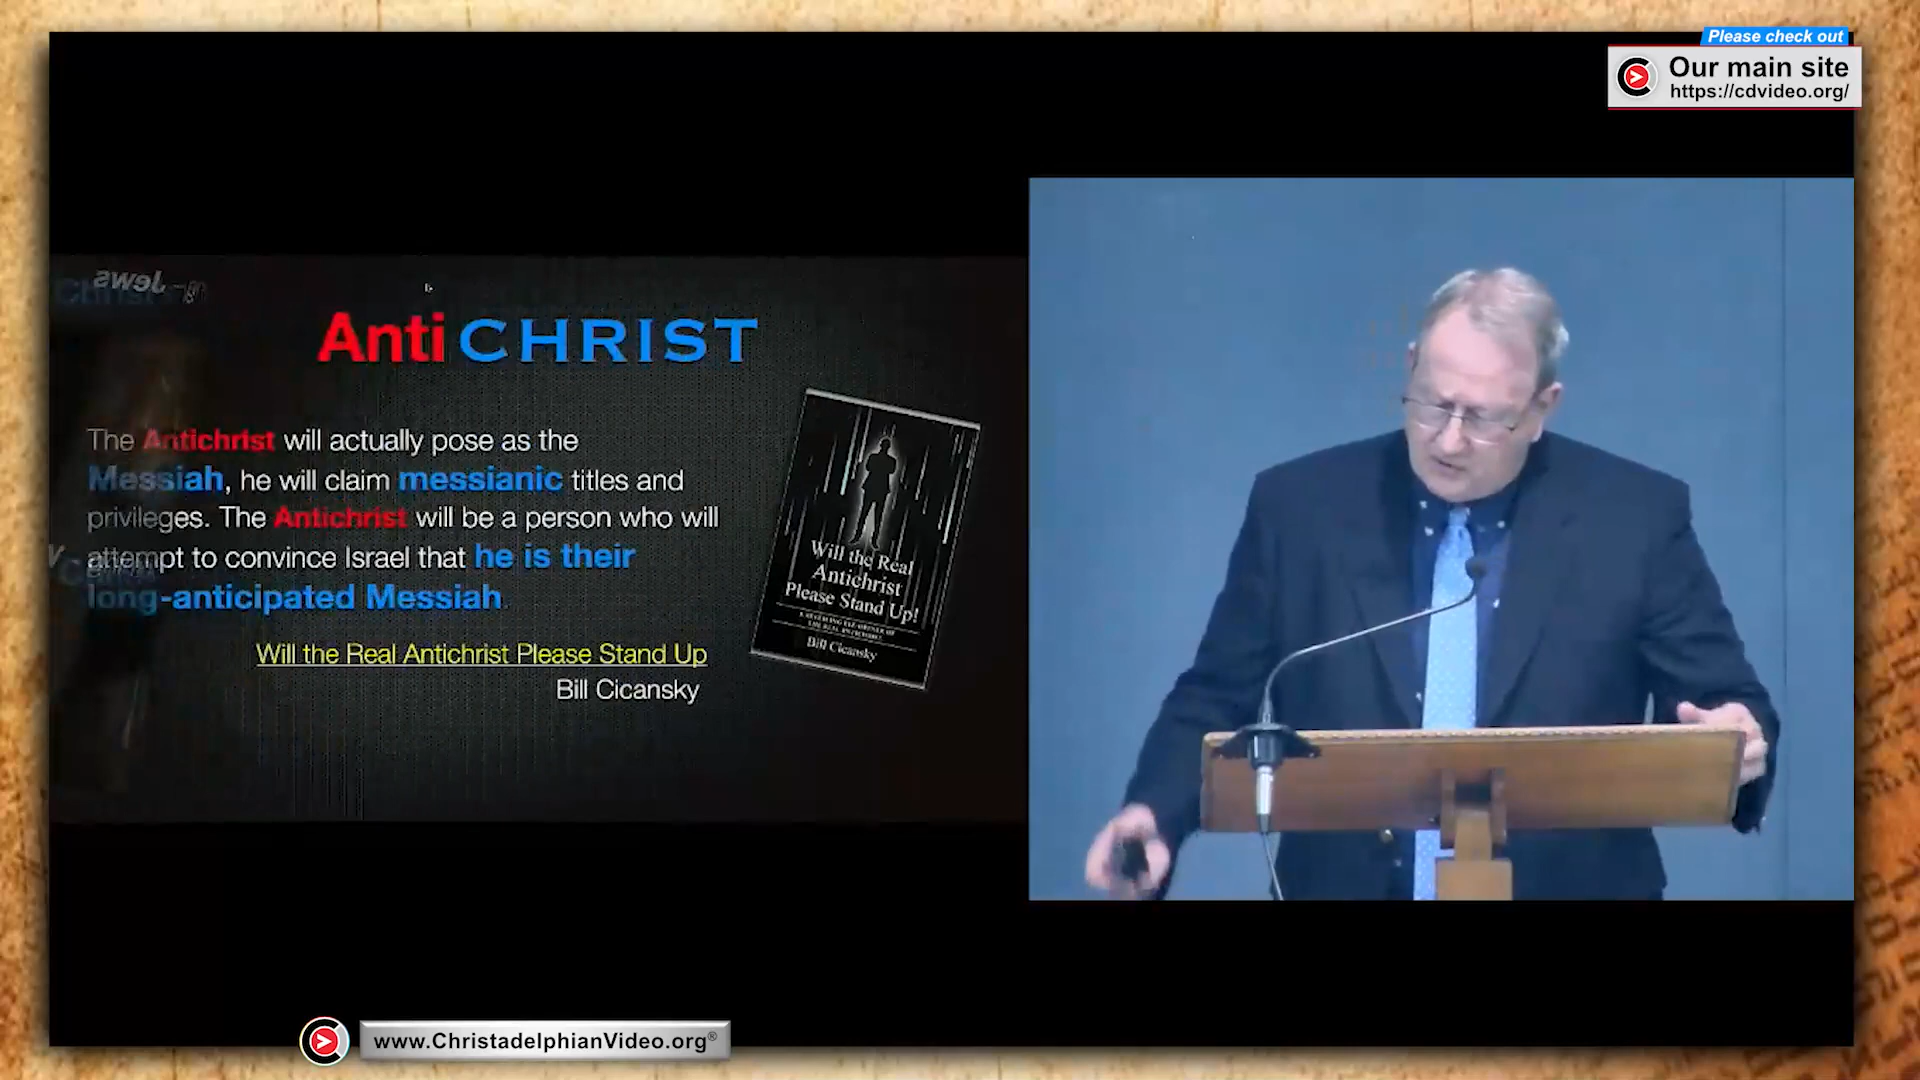 Please check out
Our main site
https://cdvideo.org/
Jews
Christ
AntiCHRIST
The Antichrist will actually pose as the
Messiah, he will claim messianic titles and
privileges. The Antichrist will be a person who will
attempt to convince Israel that he is their
long-anticipated Messiah.
Will the Real Antichrist Please Stand Up
Bill Cicansky
Will the Real
Antichrist
Please Stand Up!
Bill Cicansky
www.ChristadelphianVideo.org®